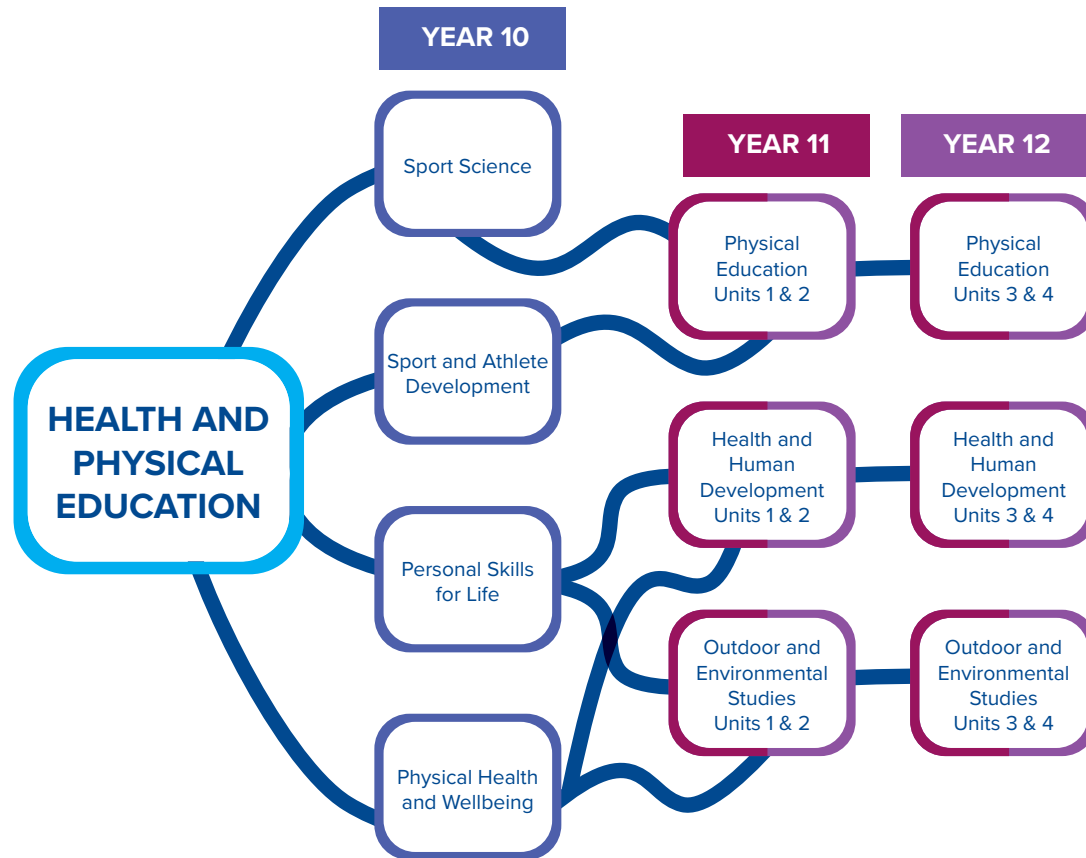 YEAR 10
YEAR 11
YEAR 12
HEALTH AND
PHYSICAL
EDUCATION
Sport Science
Sport and Athlete
Development
Personal Skills
for Life
Physical Health
and Wellbeing
Physical
Education
Units 1 & 2
Health and
Human
Development
Units 1 & 2
Outdoor and
Environmental
Studies
Units 1 & 2
Physical
Education
Units 3 & 4
Health and
Human
Development
Units 3 & 4
Outdoor and
Environmental
Studies
Units 3 & 4